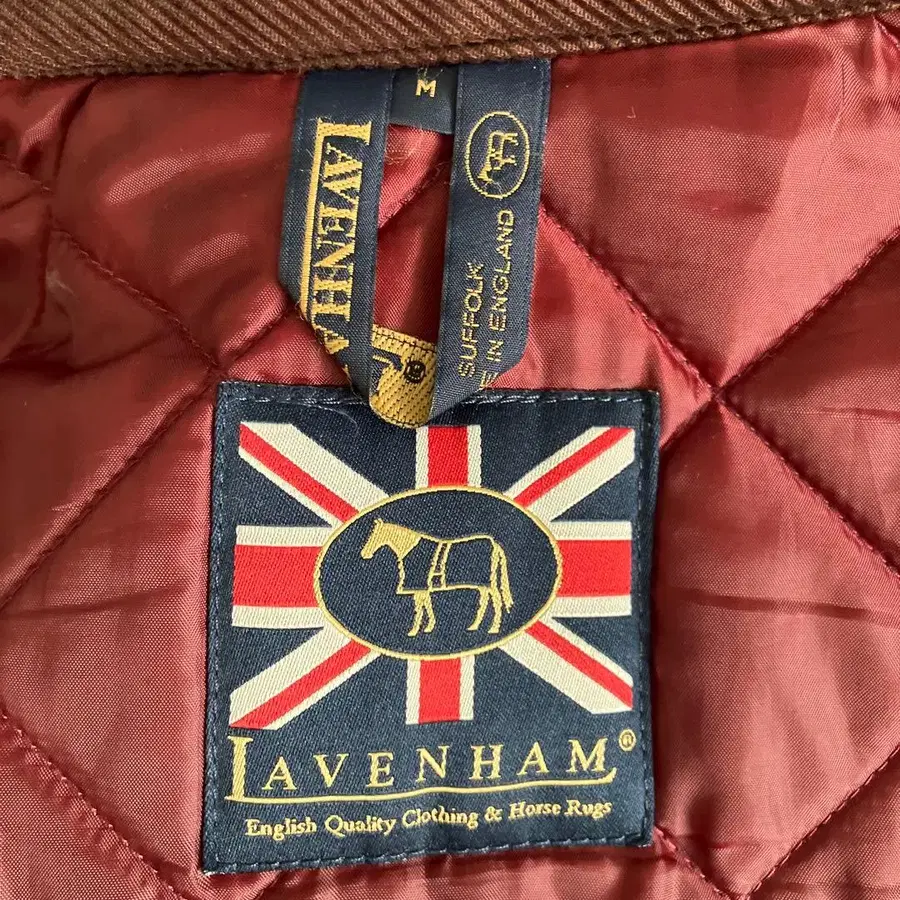 M
LAVENHA
®
SUFFOLK
E IN ENGLAND
LAVENHAM®
English Quality Clothing & Horse Rugs